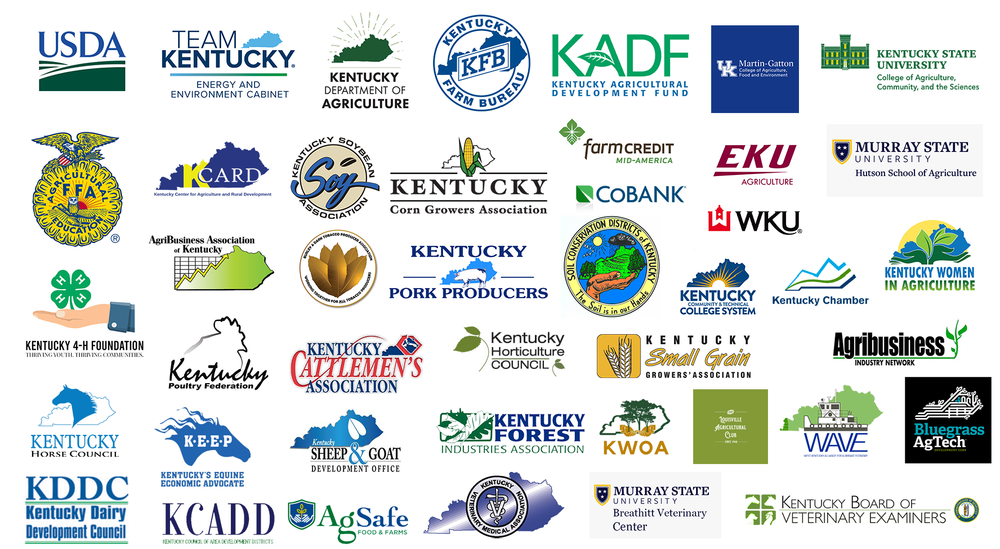 USDA
TEAM
KENTUCKY®
ENERGY AND
ENVIRONMENT CABINET
KENTUCKY
DEPARTMENT OF
AGRICULTURE
KENTUCKY
KFB
FARM BUREAU
KADF
KENTUCKY AGRICULTURAL
DEVELOPMENT FUND
UK
Martin-Gatton
College of Agriculture,
Food and Environment
KENTUCKY STATE
UNIVERSITY
College of Agriculture,
Community, and the Sciences
AGRICULTURAL
FFA
EDUCATION
®
KCARD
Kentucky Center for Agriculture and Rural Development
KENTUCKY SOYBEAN
Soy
ASSOCIATION
KENTUCKY
Corn Growers Association
farm CREDIT
MID-AMERICA
COBANK®
EKU
AGRICULTURE
MURRAY STATE
UNIVERSITY
Hutson School of Agriculture
WKU®
AgriBusiness Association
of Kentucky
BURLEY & DARK TOBACCO PRODUCER ASSOCIATION
"WORKING TOGETHER FOR ALL TOBACCO PRODUCERS
KENTUCKY
PORK PRODUCERS
SOIL CONSERVATION DISTRICTS of KENTUCKY
The Soil is in our Hands
KENTUCKY
COMMUNITY & TECHNICAL
COLLEGE SYSTEM
Kentucky Chamber
KENTUCKY WOMEN
IN AGRICULTURE
H H
H H
KENTUCKY 4-H FOUNDATION
THRIVING YOUTH. THRIVING COMMUNITIES.
Kentucky
Poultry Federation
KENTUCKY
CATTLEMEN'S
ASSOCIATION
Kentucky
Horticulture
COUNCIL
KENTUCKY
Small Grain
GROWERS' ASSOCIATION
Agribusiness
INDUSTRY NETWORK
KENTUCKY
HORSE COUNCIL
K·E·E·P
KENTUCKY'S EQUINE
ECONOMIC ADVOCATE
Kentucky
SHEEP & GOAT
DEVELOPMENT OFFICE
KENTUCKY
FOREST
INDUSTRIES ASSOCIATION
KWOA
THE
LOUISVILLE
AGRICULTURAL
CLUB
SINCE 1948
WAVE
WEST KENTUCKY ALLIANCE FOR A VIBRANT ECONOMY
Bluegrass
AgTech
DEVELOPMENT CORP
KDDC
Kentucky Dairy
Development Council
KCADD
KENTUCKY COUNCIL OF AREA DEVELOPMENT DISTRICTS
AgSafe
FOOD & FARMS
KENTUCKY
VETERINARY MEDICAL ASSOCIATION
MURRAY STATE
UNIVERSITY
Breathitt Veterinary
Center
KENTUCKY BOARD OF
VETERINARY EXAMINERS